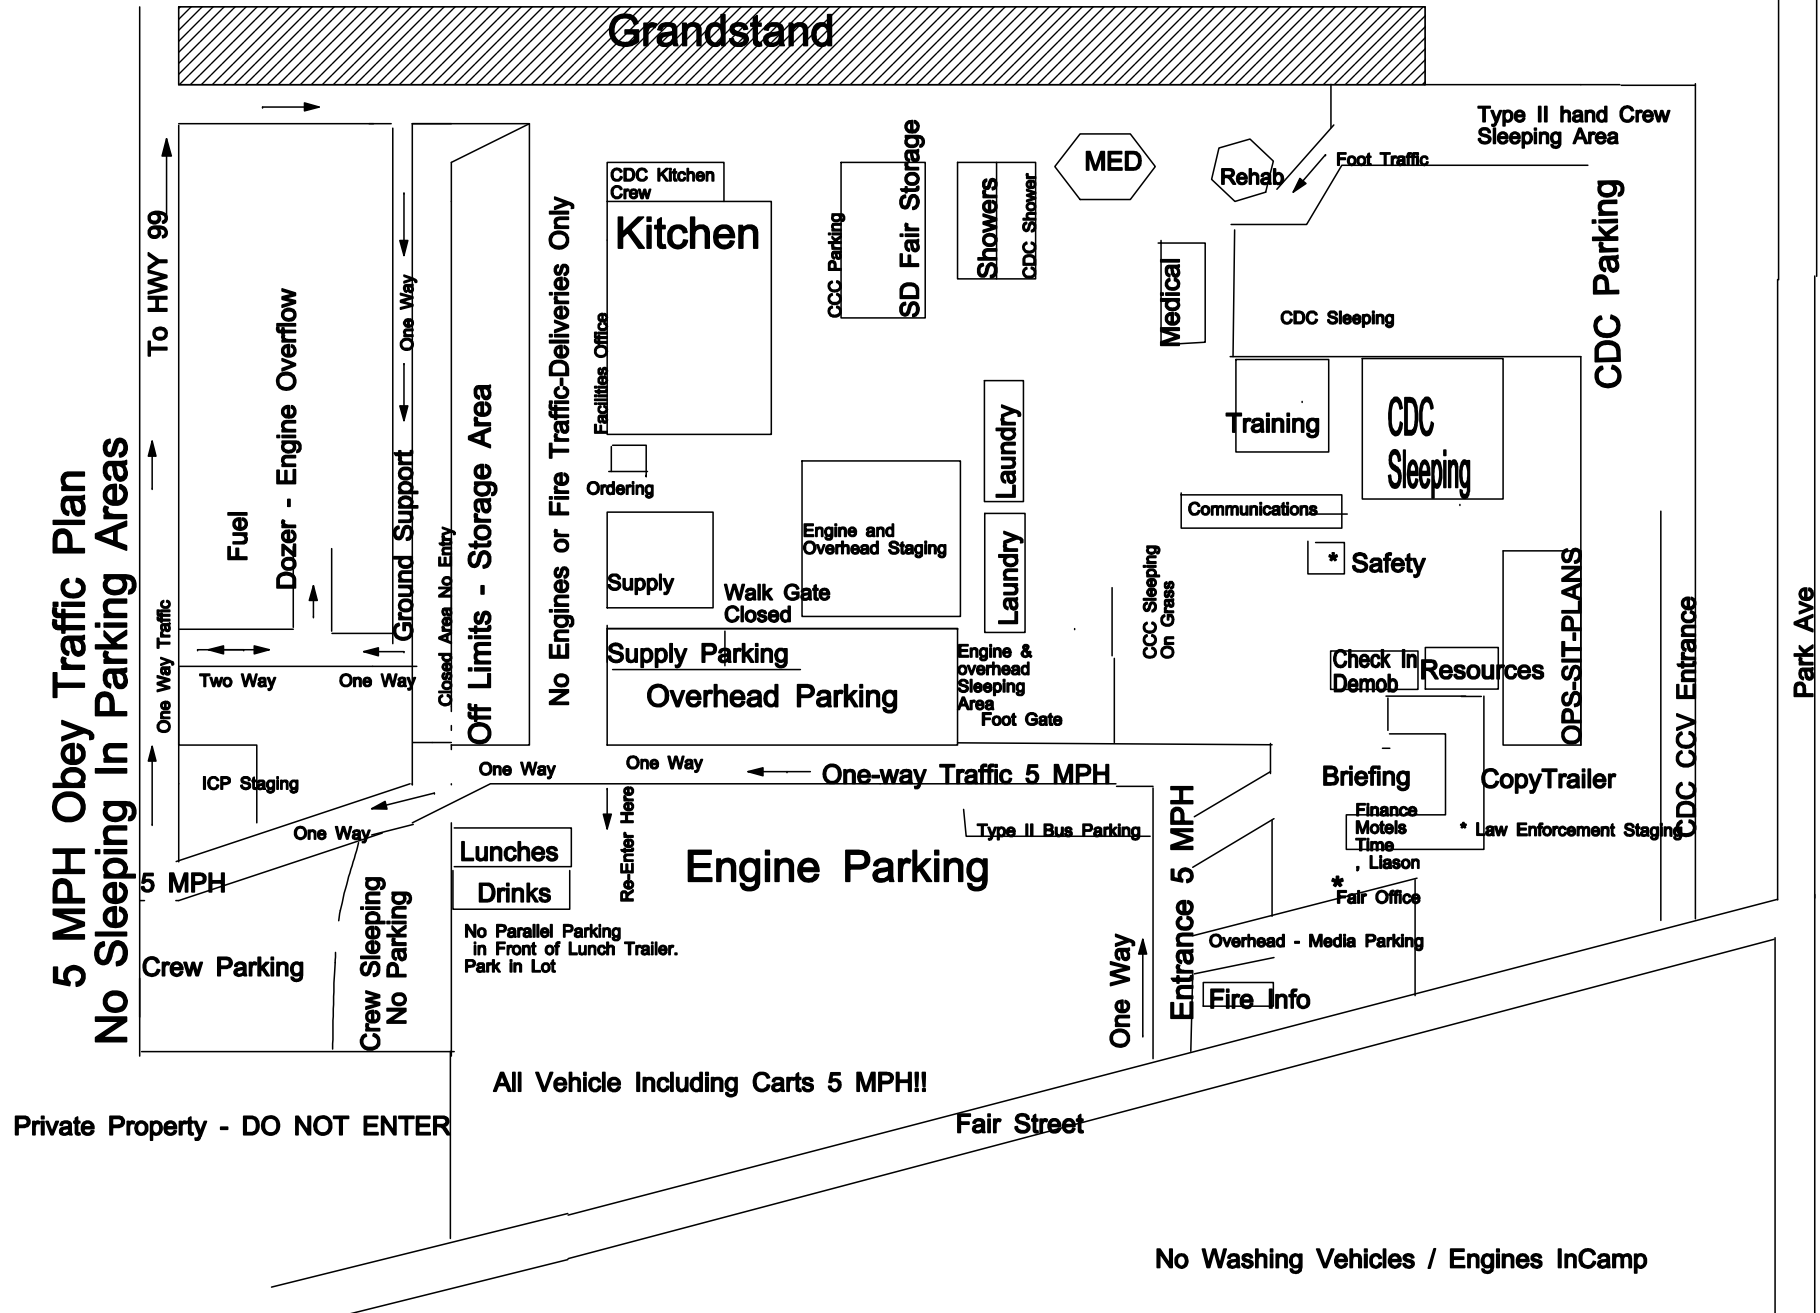 Grandstand
Type II hand Crew
Sleeping Area
Foot Traffic
MED
Rehab
CDC Kitchen
Crew
Kitchen
CCC Parking
SD Fair Storage
Showers
CDC Shower
Medical
CDC Sleeping
CDC Parking
To HWY 99
One Way
Dozer - Engine Overflow
Fuel
Ground Support
Closed Area No Entry
Off Limits - Storage Area
No Engines or Fire Traffic-Deliveries Only
Facilities Office
Ordering
Supply
Walk Gate
Closed
Engine and
Overhead Staging
Laundry
Laundry
Training
CDC
Sleeping
Communications
* Safety
CCC Sleeping
On Grass
5 MPH Obey Traffic Plan
No Sleeping In Parking Areas
One Way Traffic
Two Way
One Way
Supply Parking
Overhead Parking
Engine &
overhead
Sleeping
Area
Foot Gate
Check In
Demob
Resources
OPS-SIT-PLANS
CDC CCV Entrance
Park Ave
ICP Staging
One Way
One Way
One Way
One-way Traffic 5 MPH
Briefing
CopyTrailer
Finance
Motels
Time
, Liason
*
Fair Office
* Law Enforcement Staging
Type II Bus Parking
Re-Enter Here
Lunches
Drinks
Engine Parking
Entrance 5 MPH
One Way
5 MPH
Crew Parking
Crew Sleeping
No Parking
No Parallel Parking
in Front of Lunch Trailer.
Park in Lot
Overhead - Media Parking
Fire Info
All Vehicle Including Carts 5 MPH!!
Private Property - DO NOT ENTER
Fair Street
No Washing Vehicles / Engines InCamp